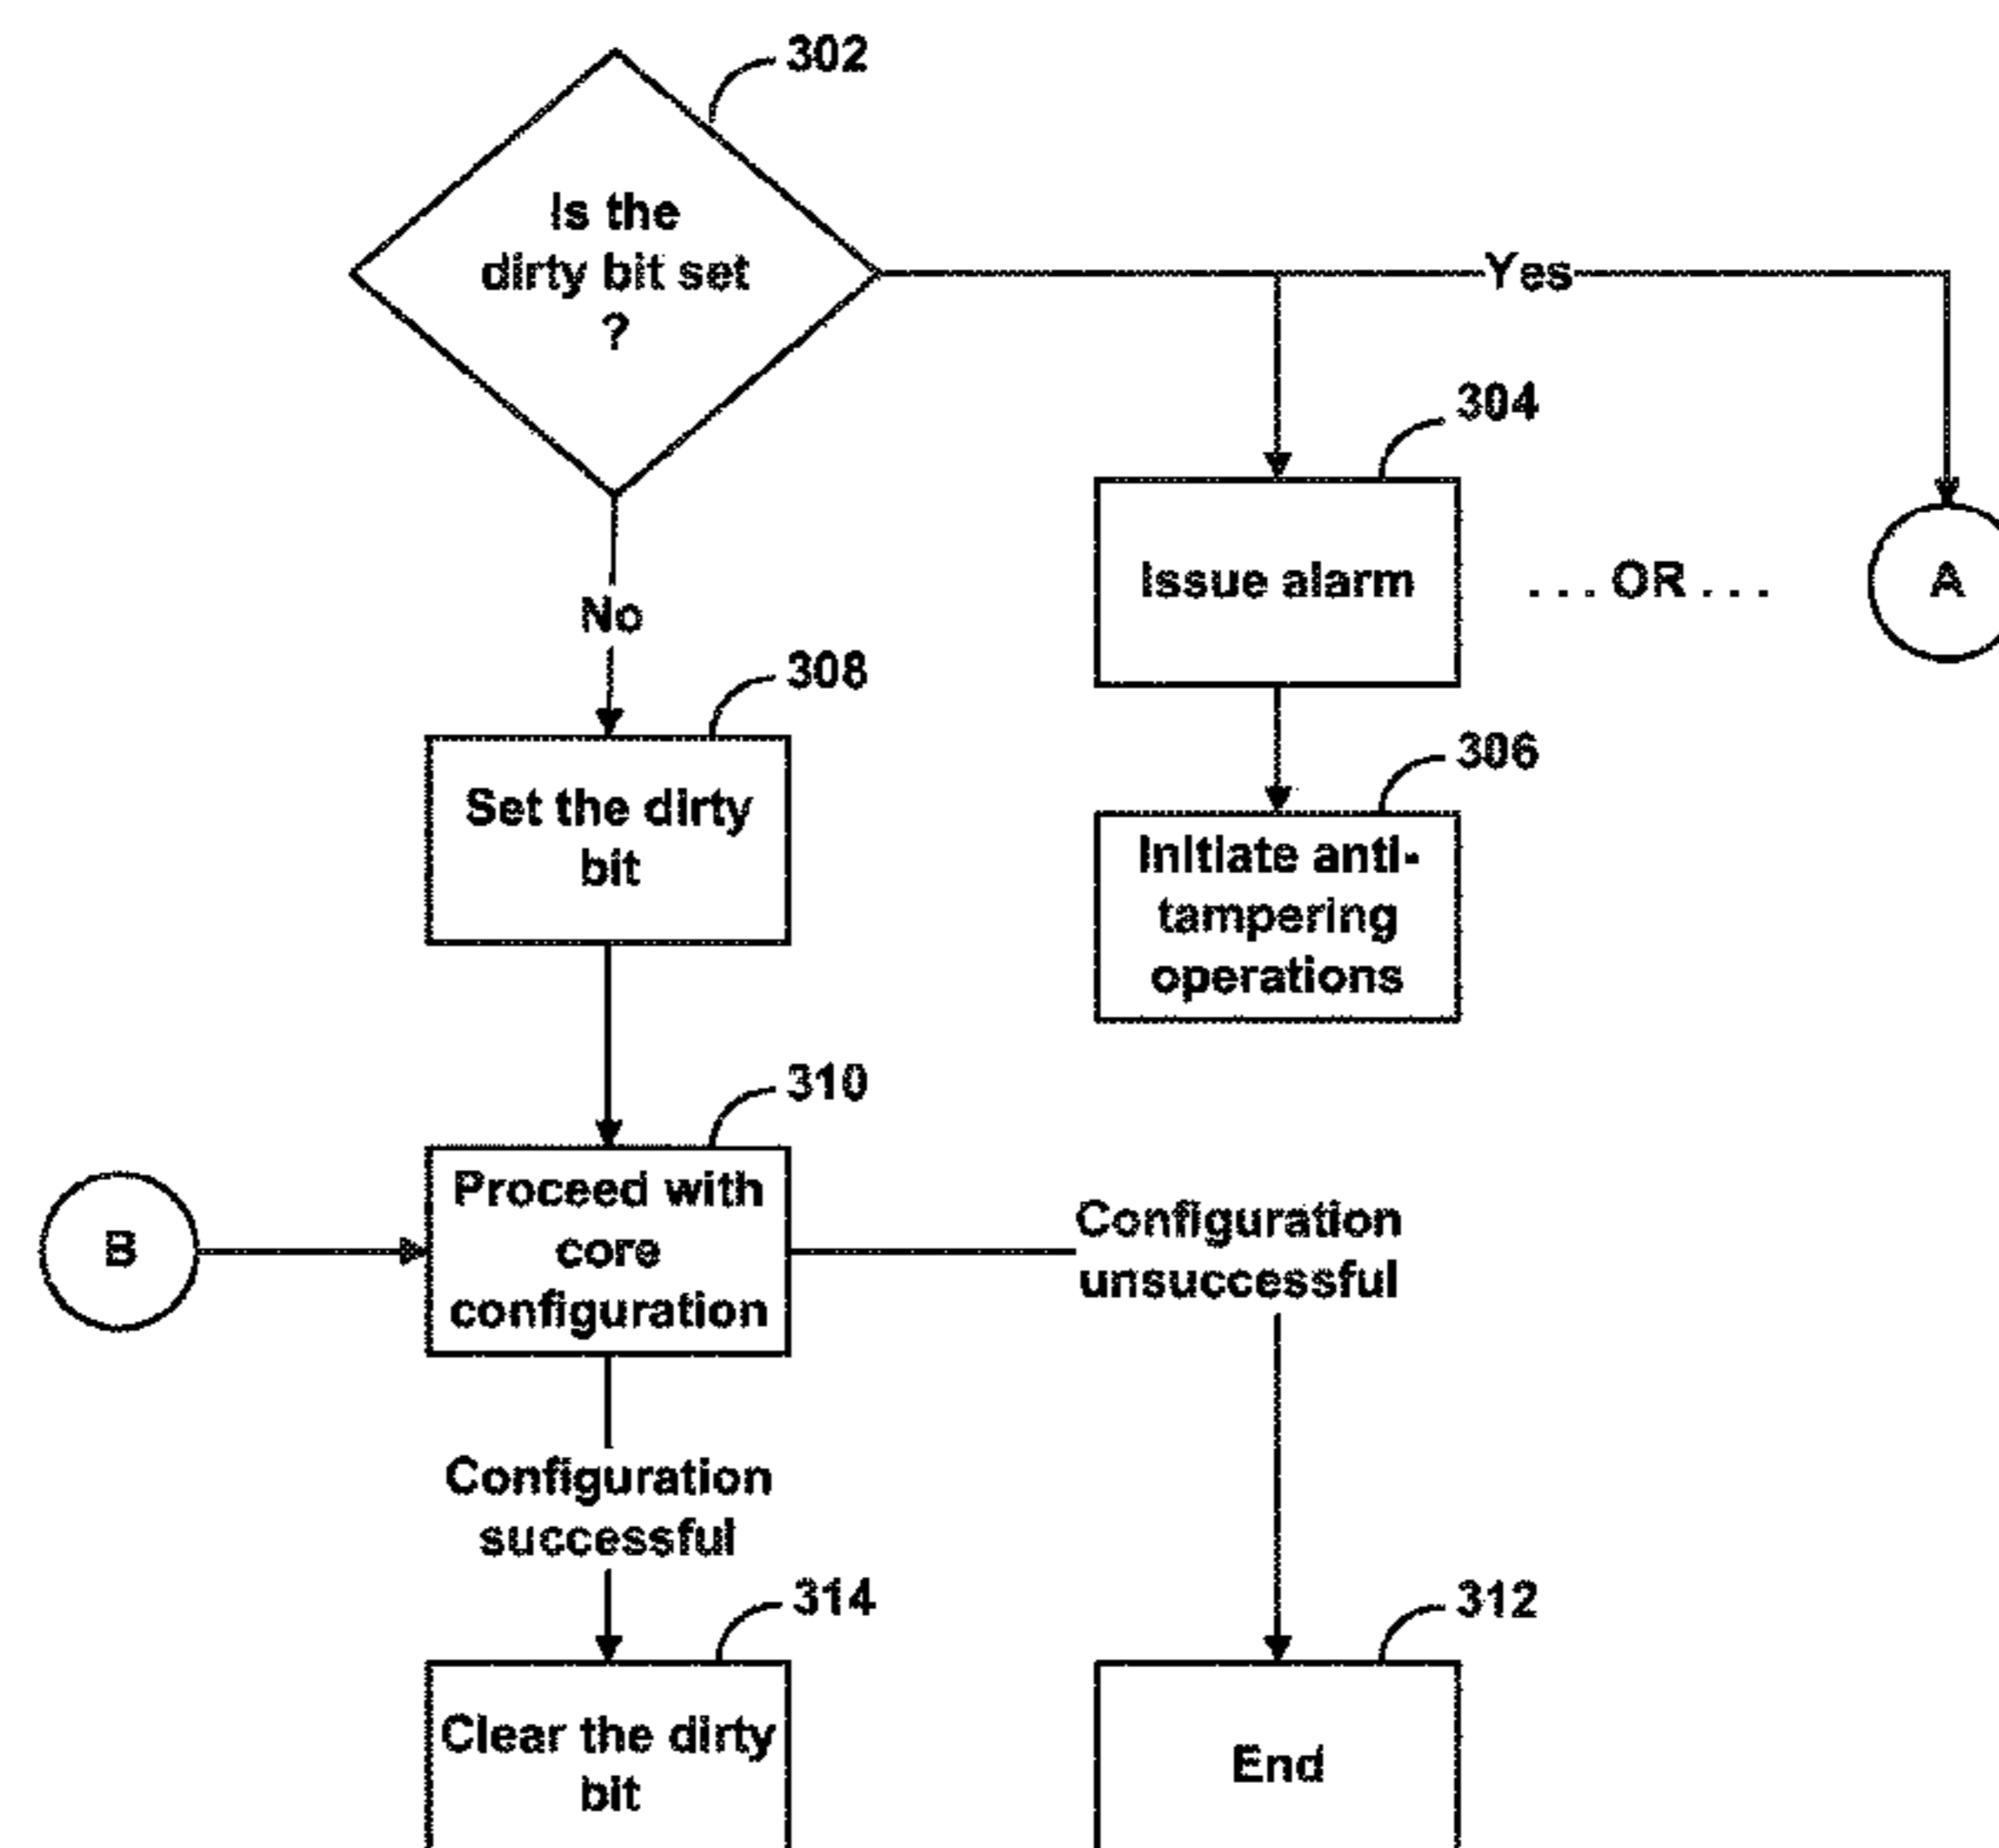 302
Is the
dirty bit set
?
Yes
304
Issue alarm
. . . OR . . .
A
No
308
Set the dirty
bit
306
Initiate anti-
tampering
operations
310
B
Proceed with
core
configuration
Configuration
unsuccessful
Configuration
successful
314
Clear the dirty
bit
312
End